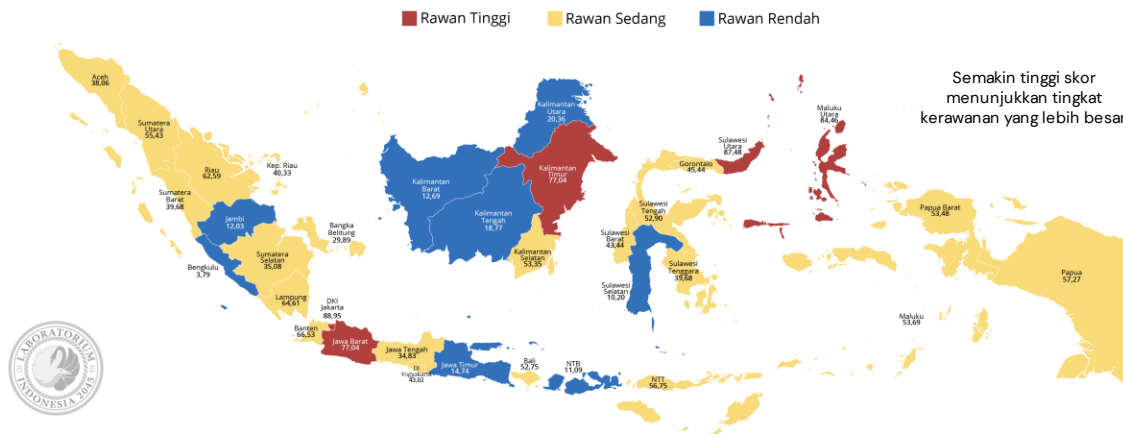 Rawan Tinggi
Rawan Sedang
Rawan Rendah
Semakin tinggi skor
menunjukkan tingkat
kerawanan yang lebih besar
Aceh
38,06
Sumatera
Utara
55,43
Riau
62,59
Kep. Riau
40,33
Sumatera
Barat
39,68
Jambi
12,03
Bengkulu
3,79
Sumatera
Selatan
35,08
Bangka
Belitung
29,89
Lampung
64,61
DKI
Jakarta
88,95
Banten
66,53
Jawa Barat
77,04
Jawa Tengah
34,83
DI
Yogyakarta
43,02
Jawa Timur
14,74
Bali
52,75
NTB
11,09
NTT
56,75
Kalimantan
Utara
20,36
Kalimantan
Timur
77,04
Kalimantan
Barat
12,69
Kalimantan
Tengah
18,77
Kalimantan
Selatan
53,35
Sulawesi
Utara
87,48
Gorontalo
45,44
Sulawesi
Tengah
52,90
Sulawesi
Barat
43,44
Sulawesi
Tenggara
39,68
Sulawesi
Selatan
10,20
Maluku
Utara
84,46
Maluku
53,69
Papua Barat
53,48
Papua
57,27
LABORATORIUM
INDONESIA 2045